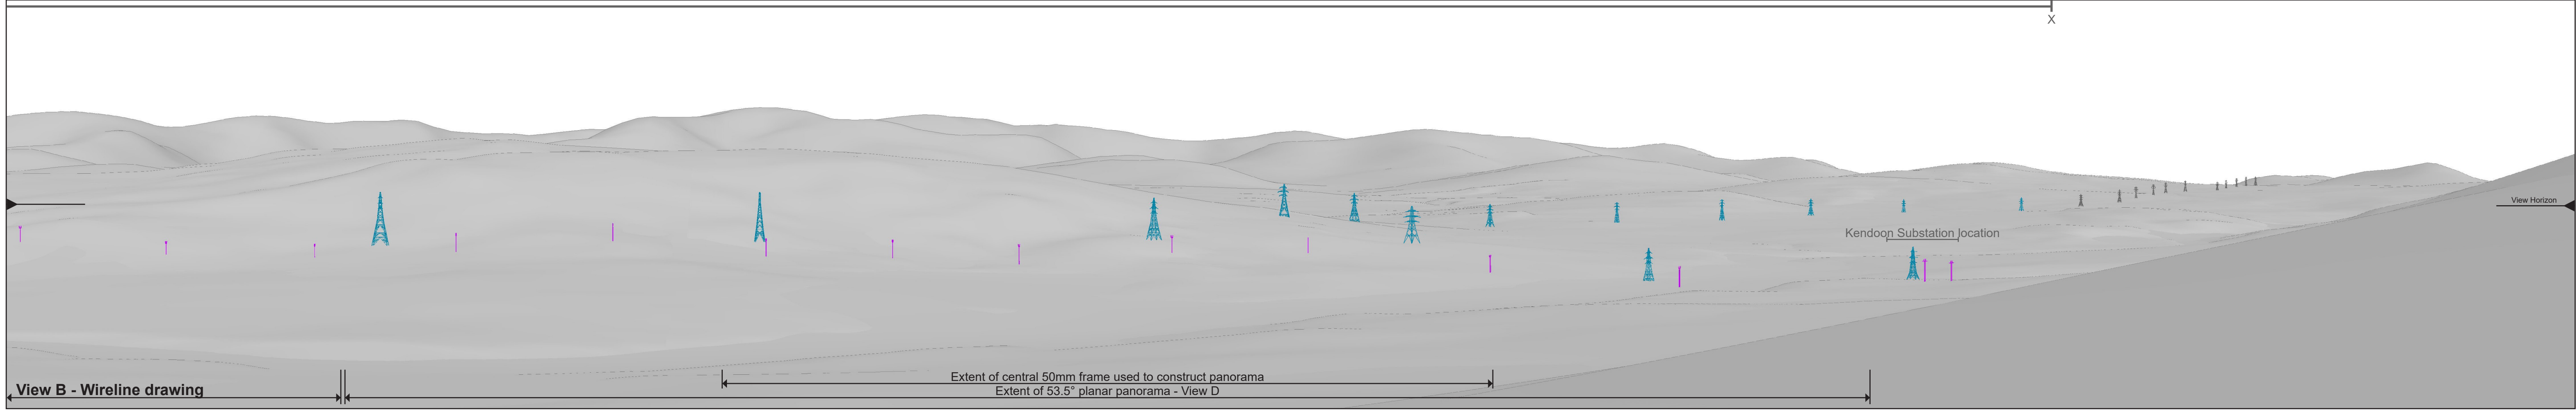 X
View Horizon
Kendoon Substation location
Extent of central 50mm frame used to construct panorama
View B - Wireline drawing
Extent of 53.5° planar panorama - View D